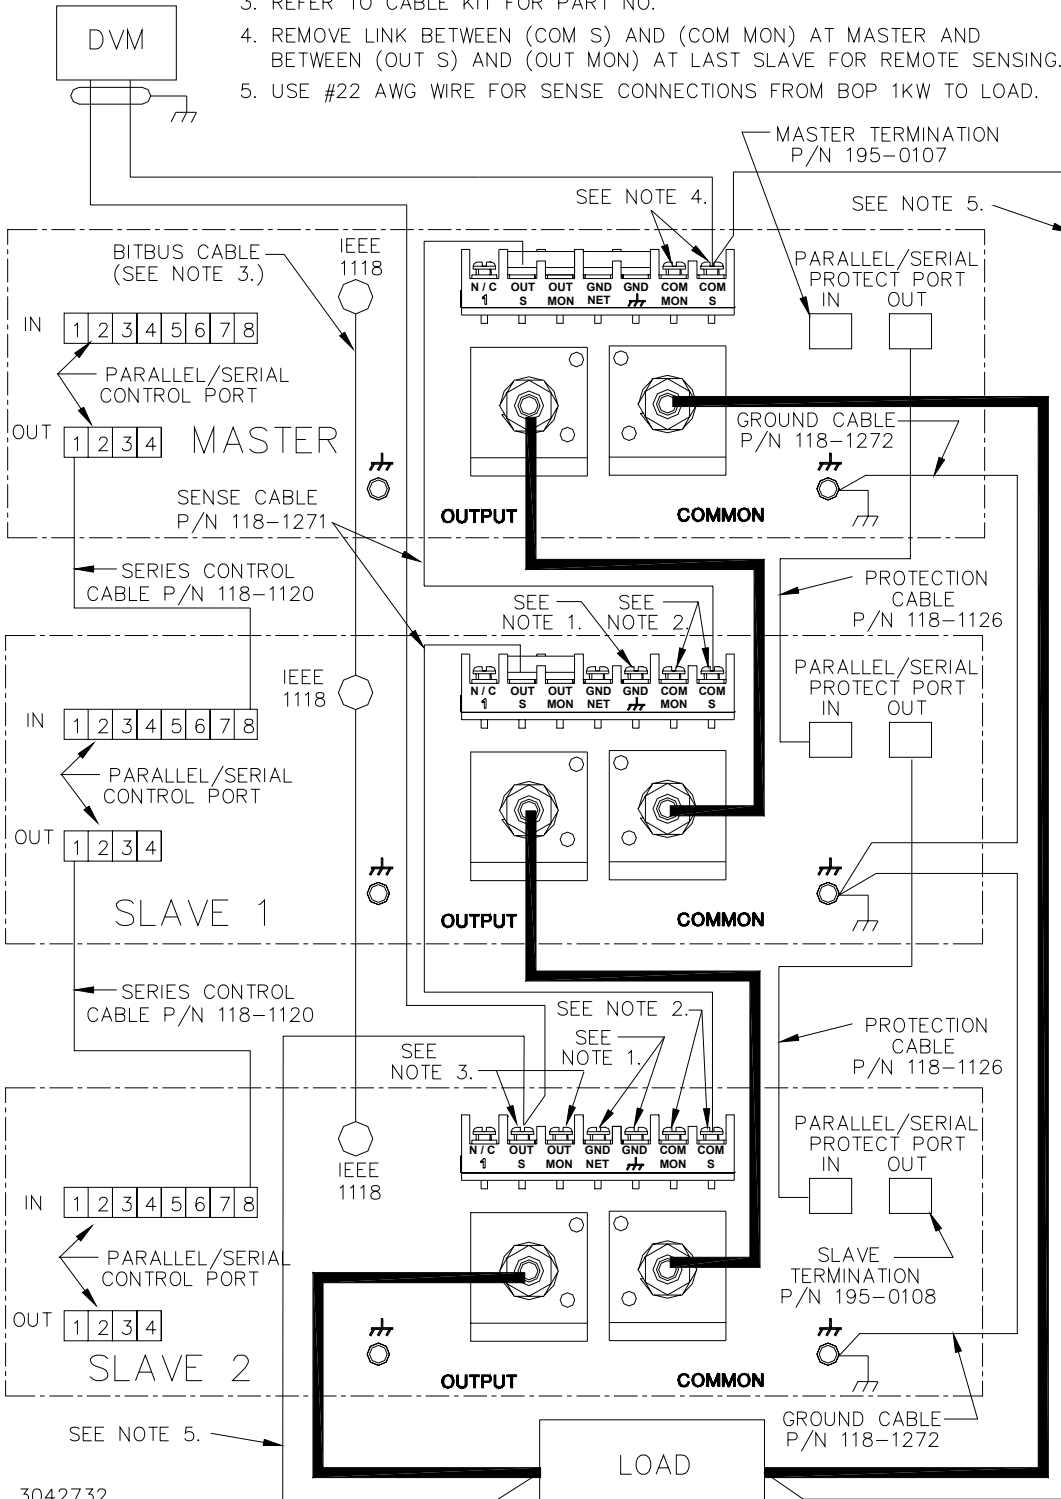 3. REFER TO CABLE KIT FOR PART NO.
4. REMOVE LINK BETWEEN (COM S) AND (COM MON) AT MASTER AND
BETWEEN (OUT S) AND (OUT MON) AT LAST SLAVE FOR REMOTE SENSING.
5. USE #22 AWG WIRE FOR SENSE CONNECTIONS FROM BOP 1KW TO LOAD.
DVM
MASTER TERMINATION
P/N 195-0107
SEE NOTE 4.
SEE NOTE 5.
BITBUS CABLE
(SEE NOTE 3.)
IEEE
1118
N/C OUT OUT GND GND COM COM
1 S MON NET MON S
PARALLEL/SERIAL
PROTECT PORT
IN OUT
IN 1 2 3 4 5 6 7 8
PARALLEL/SERIAL
CONTROL PORT
OUT 1 2 3 4
MASTER
GROUND CABLE
P/N 118-1272
OUTPUT COMMON
SENSE CABLE
P/N 118-1271
SERIES CONTROL
CABLE P/N 118-1120
SEE
NOTE 1.
SEE
NOTE 2.
PROTECTION
CABLE
P/N 118-1126
IEEE
1118
N/C OUT OUT GND GND COM COM
1 S MON NET MON S
PARALLEL/SERIAL
PROTECT PORT
IN OUT
IN 1 2 3 4 5 6 7 8
PARALLEL/SERIAL
CONTROL PORT
OUT 1 2 3 4
SLAVE 1
OUTPUT COMMON
SERIES CONTROL
CABLE P/N 118-1120
SEE NOTE 2.
SEE
NOTE 1.
SEE
NOTE 3.
PROTECTION
CABLE
P/N 118-1126
N/C OUT OUT GND GND COM COM
1 S MON NET MON S
IEEE
1118
PARALLEL/SERIAL
PROTECT PORT
IN OUT
IN 1 2 3 4 5 6 7 8
PARALLEL/SERIAL
CONTROL PORT
OUT 1 2 3 4
SLAVE
TERMINATION
P/N 195-0108
SLAVE 2
OUTPUT COMMON
SEE NOTE 5.
GROUND CABLE
P/N 118-1272
LOAD
3042732